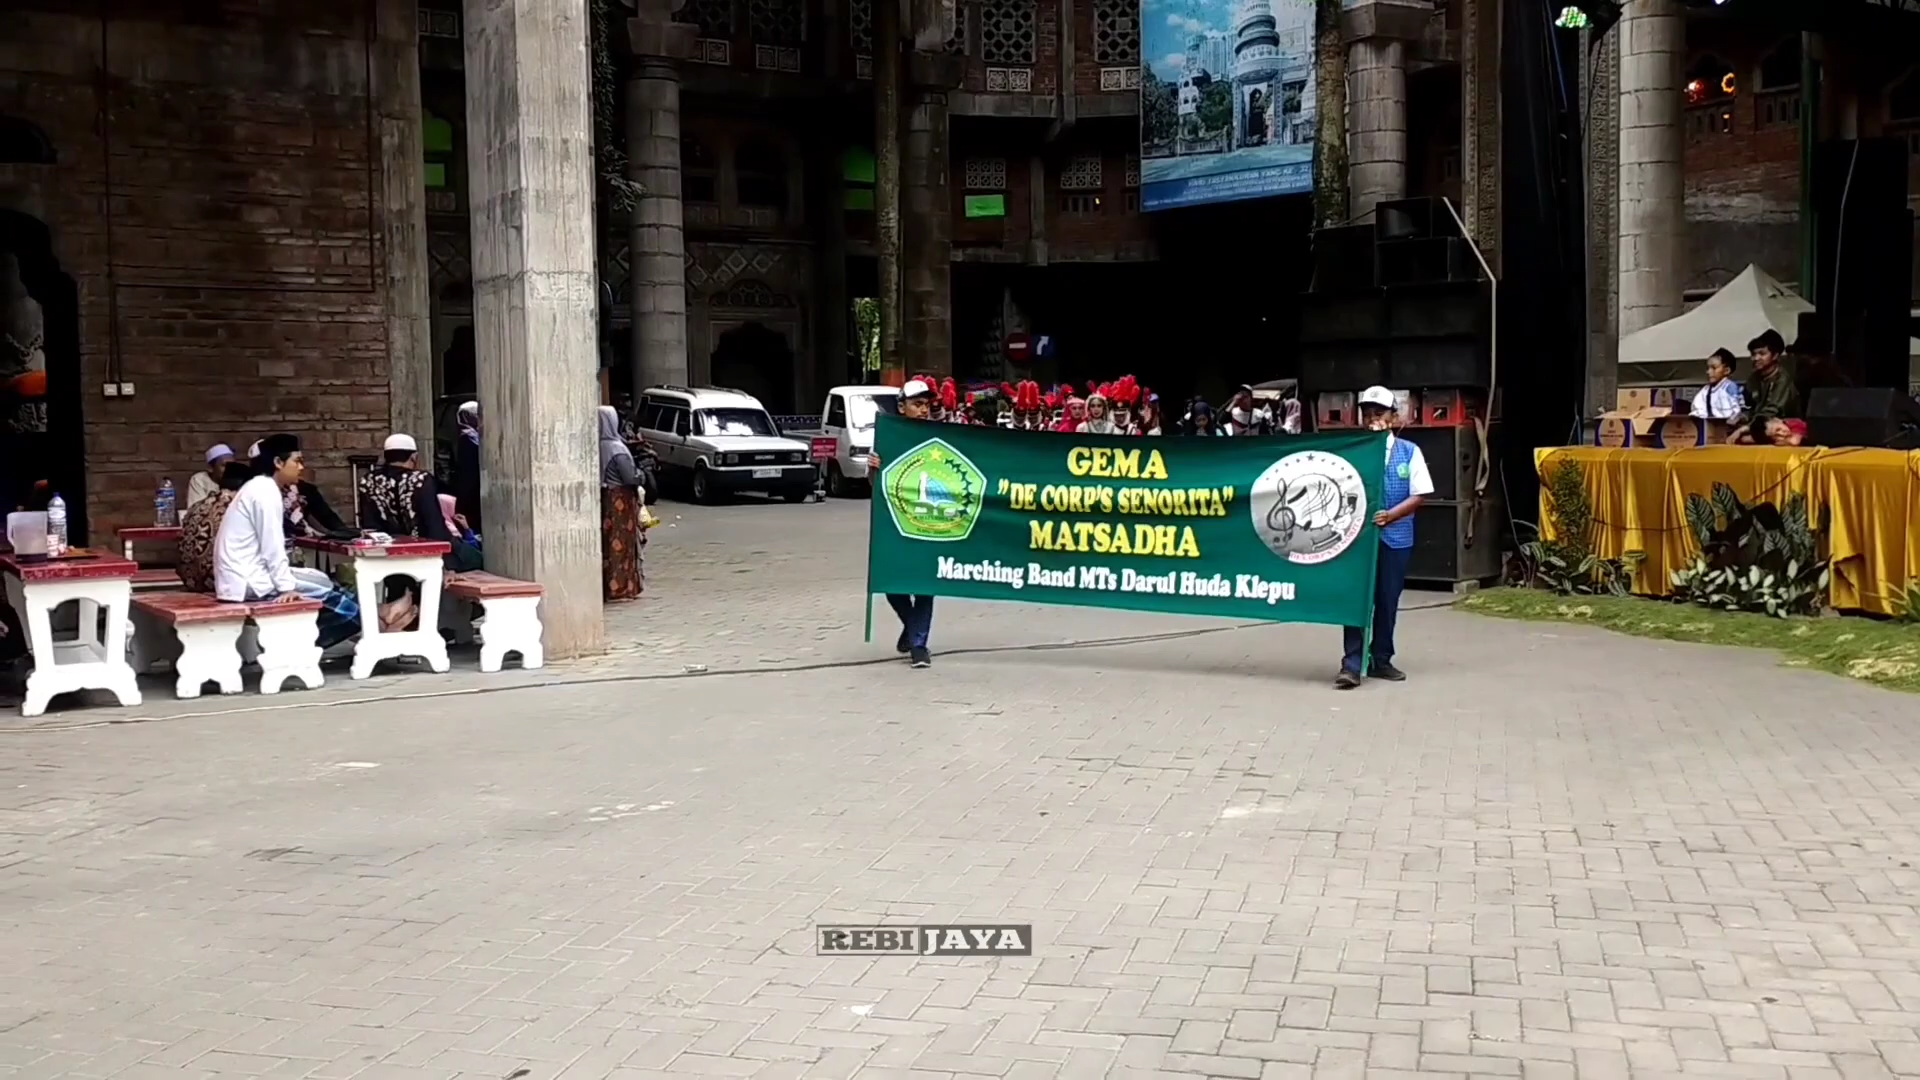 GEMA
"DE CORP'S SENORITA"
MATSADHA
Marching Band MTs Darul Huda Klepu
REBI JAYA